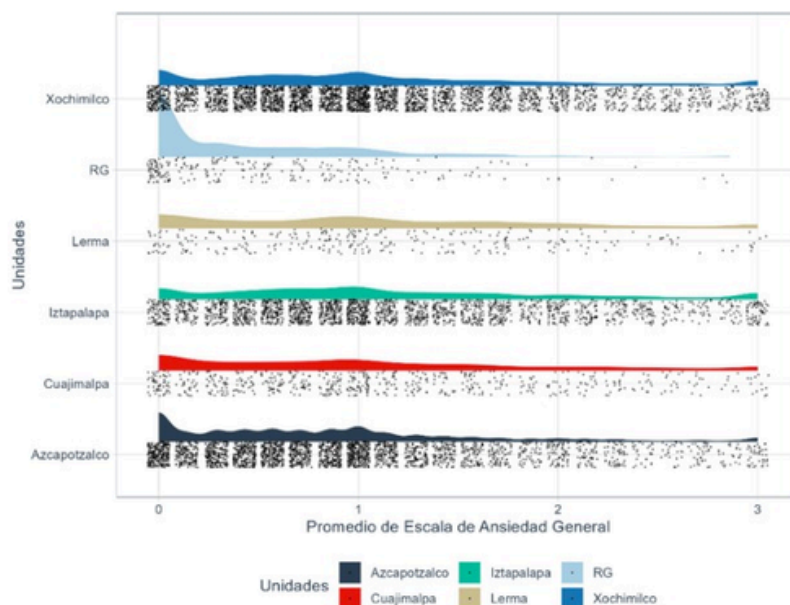 Unidades
Xochimilco
RG
Lerma
Iztapalapa
Cuajimalpa
Azcapotzalco
0 1 2 3
Promedio de Escala de Ansiedad General
Unidades
Azcapotzalco Iztapalapa RG
Cuajimalpa Lerma Xochimilco